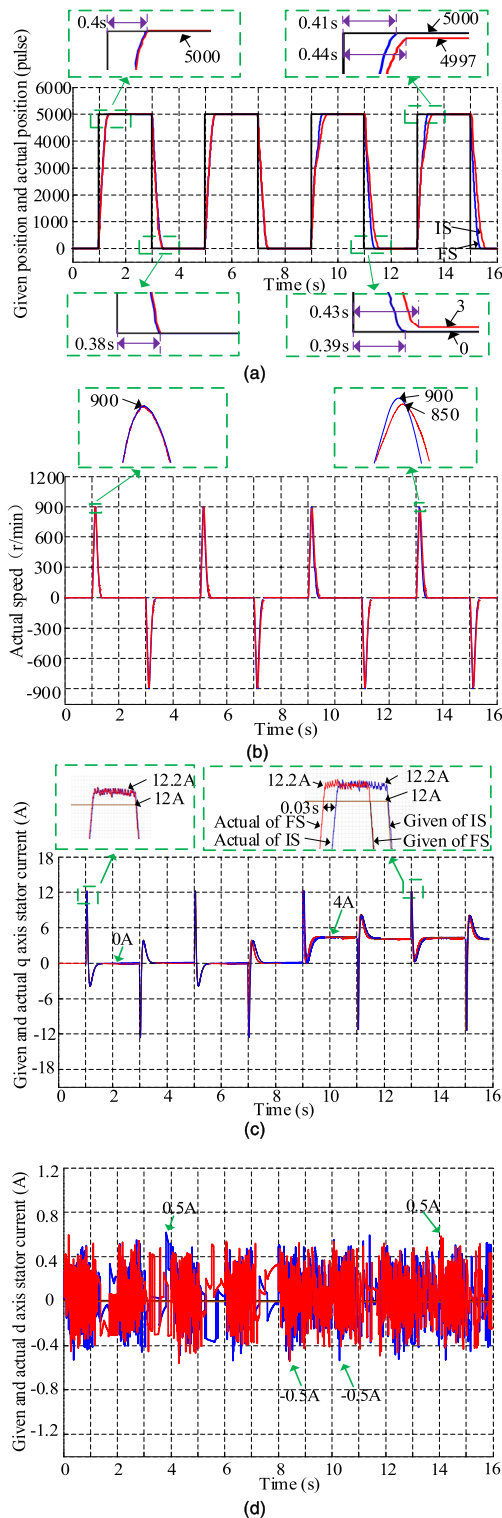 0.4s
5000
0.41s
5000
0.44s
4997
Given position and actual position (pulse)
6000
5000
4000
3000
2000
1000
0
IS
FS
0 2 4 6 8 10 12 14 16
Time (s)
0.38s
0.43s
3
0.39s
0
(a)
900
900
850
Actual speed (r/min)
1200
900
600
300
0
-300
-600
-900
0 2 4 6 8 10 12 14 16
Time (s)
(b)
12.2A
12A
12.2A
12.2A
12A
0.03s
Actual of FS
Given of IS
Actual of IS
Given of FS
Given and actual q axis stator current (A)
18
12
6
0
-6
-12
-18
0A
4A
0 2 4 6 8 10 12 14 16
Time (s)
(c)
Given and actual d axis stator current (A)
1.2
0.8
0.4
0
-0.4
-0.8
-1.2
0.5A
0.5A
-0.5A
-0.5A
0 2 4 6 8 10 12 14 16
Time (s)
(d)